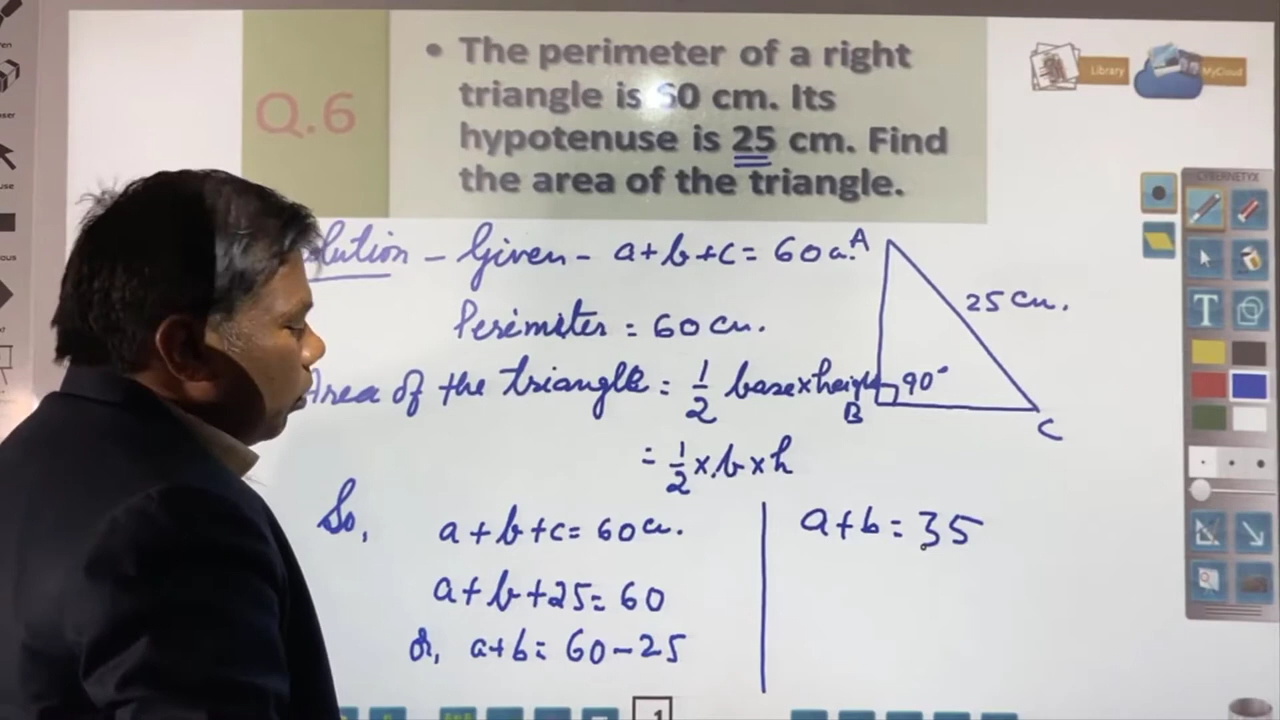 Q.6
• The perimeter of a right
triangle is 60 cm. Its
hypotenuse is 25 cm. Find
the area of the triangle.
Library
MyCloud
CYBERNETYX
Given - a+b+c = 60 A
25 cm.
Perimeter = 60 cm.
Area of the triangle = 1/2 base×height
90°
B
C
= 1/2 × b × h
So, a+b+c = 60 cm.
a+b+25 = 60
or, a+b = 60-25
a+b = 35
T
1